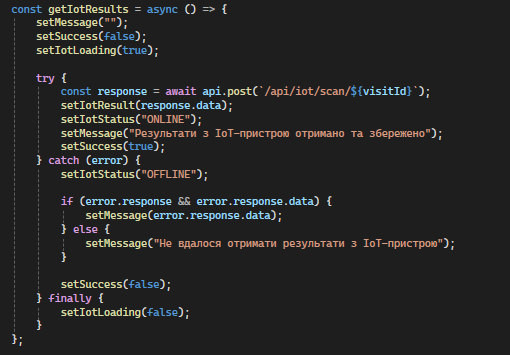 const getIotResults = async () => {
setMessage("");
setSuccess(false);
setIotLoading(true);
try {
const response = await api.post(`/api/iot/scan/${visitId}`);
setIotResult(response.data);
setIotStatus("ONLINE");
setMessage("Результати з IoT-пристрою отримано та збережено");
setSuccess(true);
} catch (error) {
setIotStatus("OFFLINE");
if (error.response && error.response.data) {
setMessage(error.response.data);
} else {
setMessage("Не вдалося отримати результати з IoT-пристрою");
}
setSuccess(false);
} finally {
setIotLoading(false);
}
};